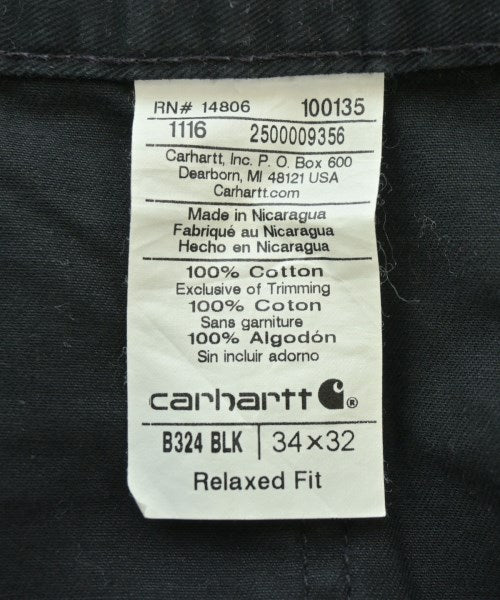 RN# 14806 100135
1116 2500009356
Carhartt, Inc. P. O. Box 600
Dearborn, MI 48121 USA
Carhartt.com
Made in Nicaragua
Fabriqué au Nicaragua
Hecho en Nicaragua
100% Cotton
Exclusive of Trimming
100% Coton
Sans garniture
100% Algodón
Sin incluir adorno
carhartt®
B324 BLK 34×32
Relaxed Fit